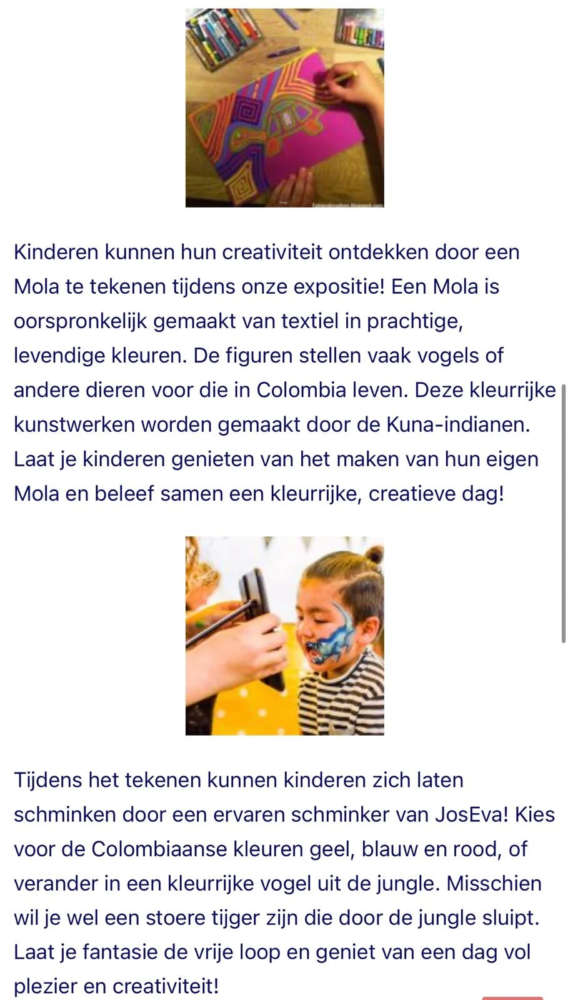 Kinderen kunnen hun creativiteit ontdekken door een
Mola te tekenen tijdens onze expositie! Een Mola is
oorspronkelijk gemaakt van textiel in prachtige,
levendige kleuren. De figuren stellen vaak vogels of
andere dieren voor die in Colombia leven. Deze kleurrijke
kunstwerken worden gemaakt door de Kuna-indianen.
Laat je kinderen genieten van het maken van hun eigen
Mola en beleef samen een kleurrijke, creatieve dag!
Tijdens het tekenen kunnen kinderen zich laten
schminken door een ervaren schminker van JosEva! Kies
voor de Colombiaanse kleuren geel, blauw en rood, of
verander in een kleurrijke vogel uit de jungle. Misschien
wil je wel een stoere tijger zijn die door de jungle sluipt.
Laat je fantasie de vrije loop en geniet van een dag vol
plezier en creativiteit!